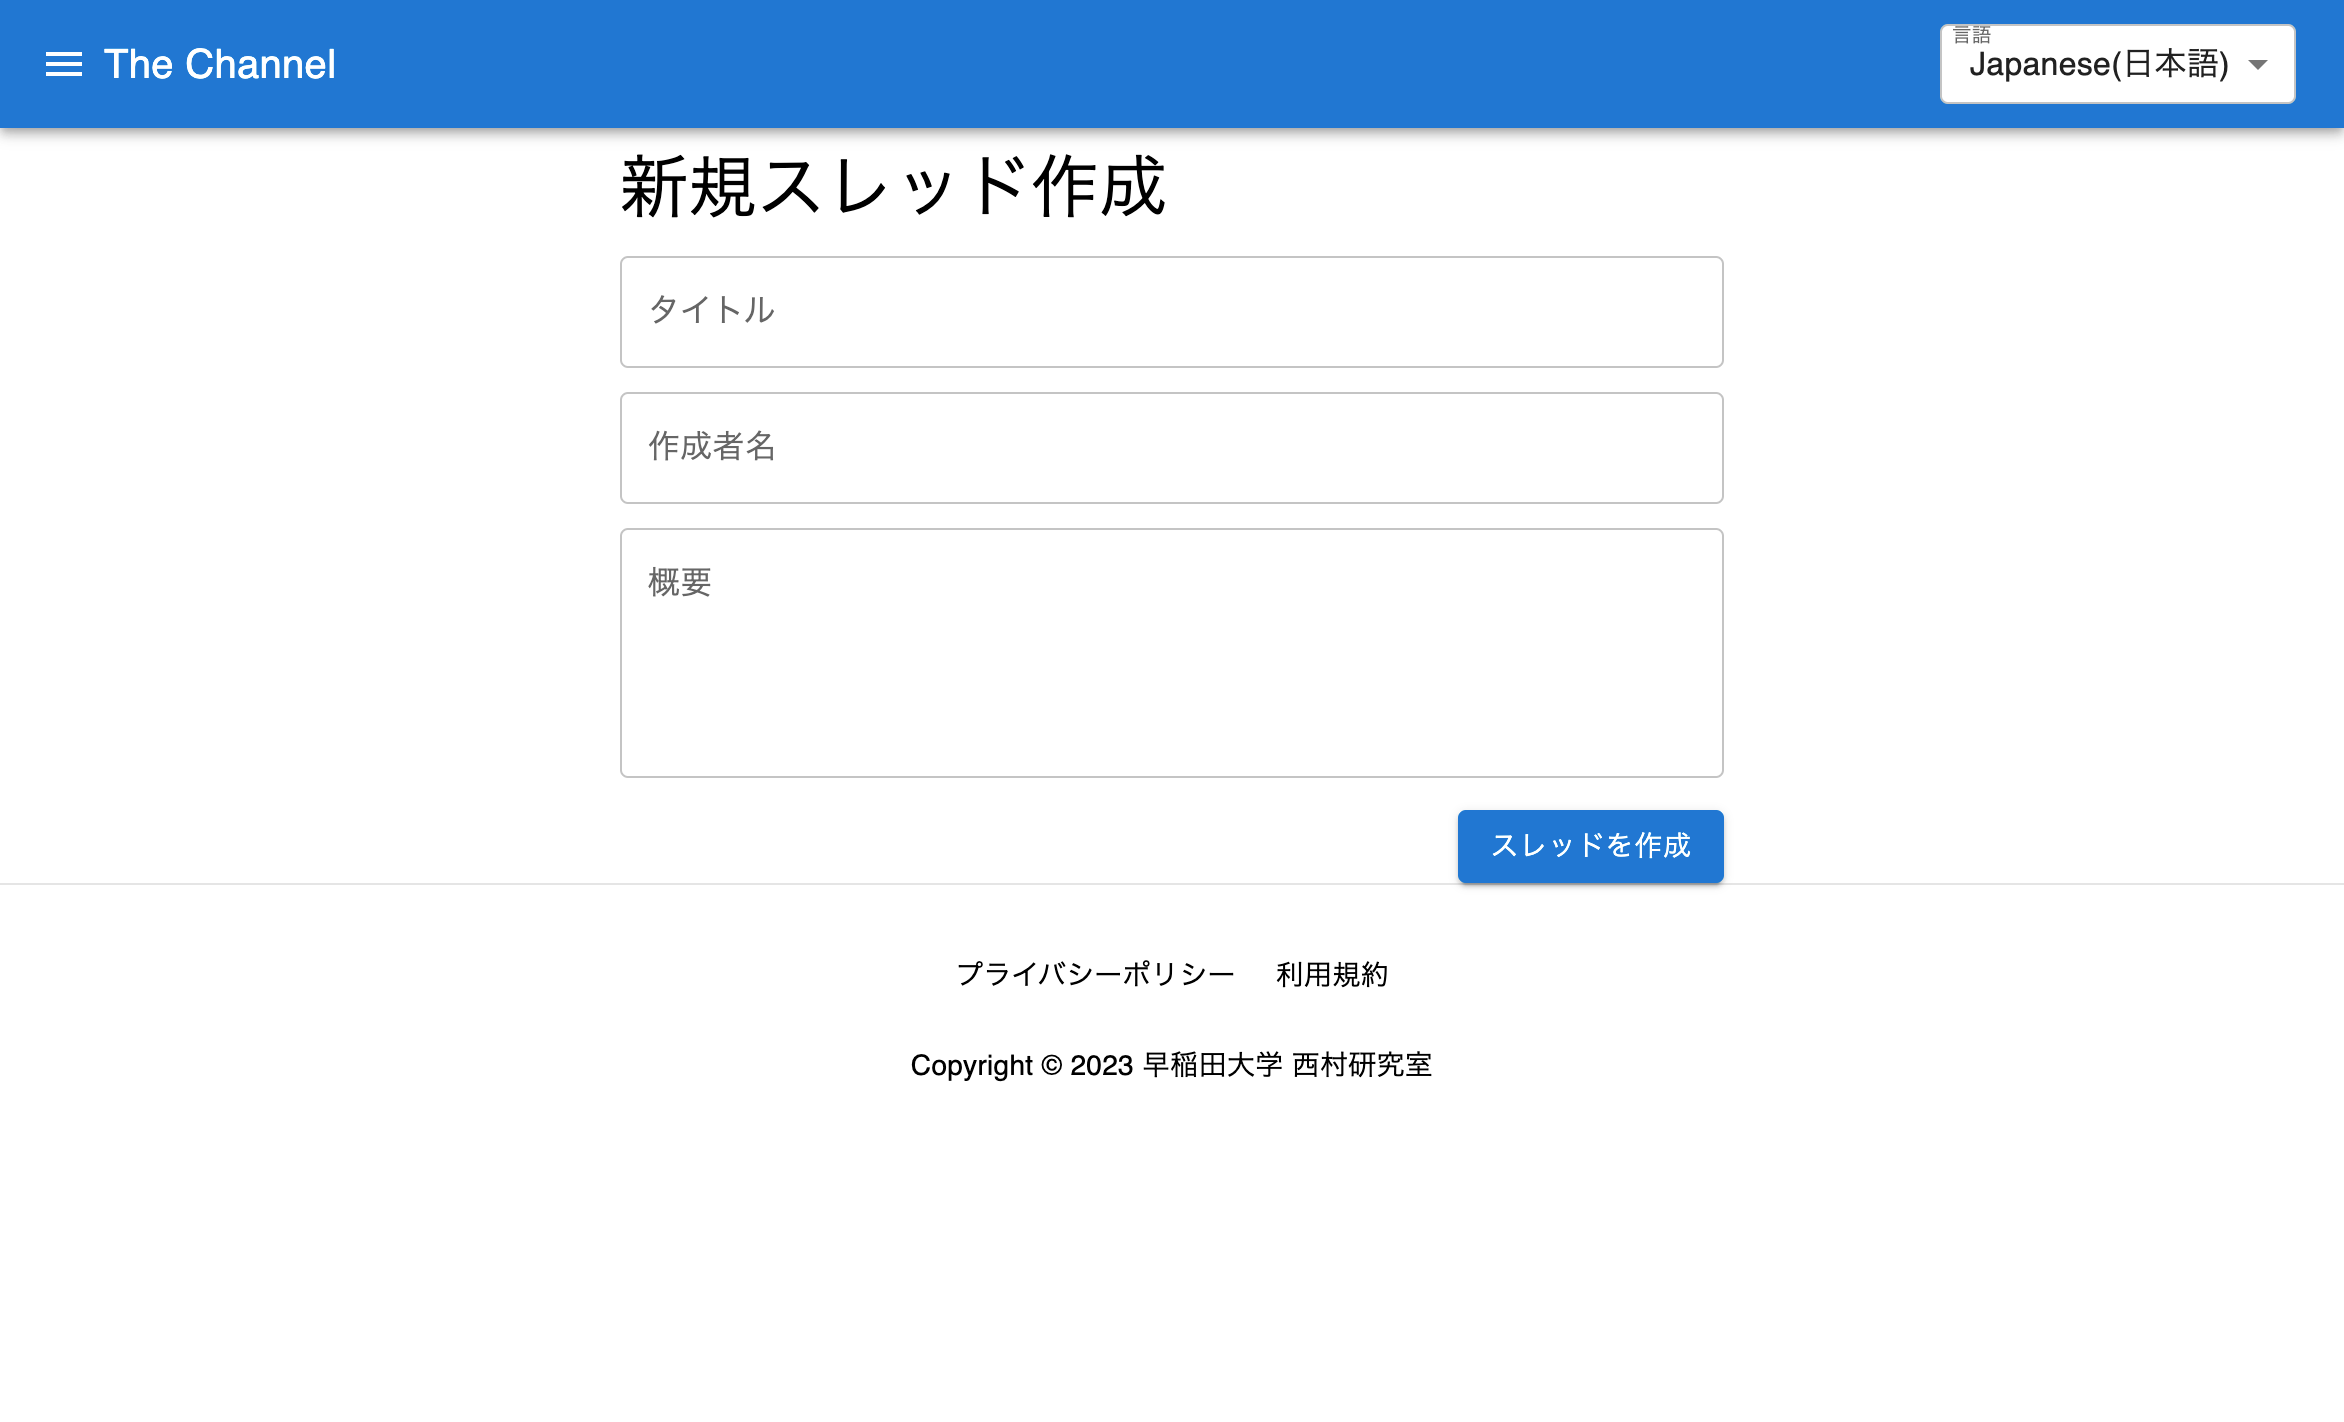 The Channel
言語
Japanese(日本語)
新規スレッド作成
タイトル
作成者名
概要
スレッドを作成
プライバシーポリシー 利用規約
Copyright © 2023 早稲田大学 西村研究室